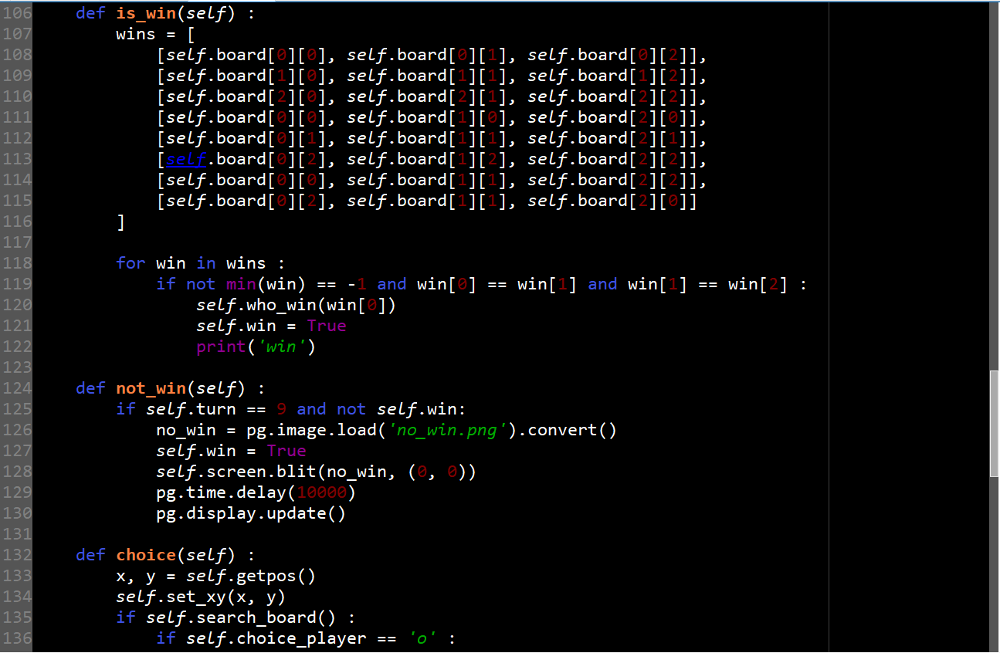 106     def is_win(self) :
107         wins = [
108             [self.board[0][0], self.board[0][1], self.board[0][2]],
109             [self.board[1][0], self.board[1][1], self.board[1][2]],
110             [self.board[2][0], self.board[2][1], self.board[2][2]],
111             [self.board[0][0], self.board[1][0], self.board[2][0]],
112             [self.board[0][1], self.board[1][1], self.board[2][1]],
113             [self.board[0][2], self.board[1][2], self.board[2][2]],
114             [self.board[0][0], self.board[1][1], self.board[2][2]],
115             [self.board[0][2], self.board[1][1], self.board[2][0]]
116         ]
117
118         for win in wins :
119             if not min(win) == -1 and win[0] == win[1] and win[1] == win[2] :
120                 self.who_win(win[0])
121                 self.win = True
122                 print('win')
123
124     def not_win(self) :
125         if self.turn == 9 and not self.win:
126             no_win = pg.image.load('no_win.png').convert()
127             self.win = True
128             self.screen.blit(no_win, (0, 0))
129             pg.time.delay(10000)
130             pg.display.update()
131
132     def choice(self) :
133         x, y = self.getpos()
134         self.set_xy(x, y)
135         if self.search_board() :
136             if self.choice_player == 'o' :